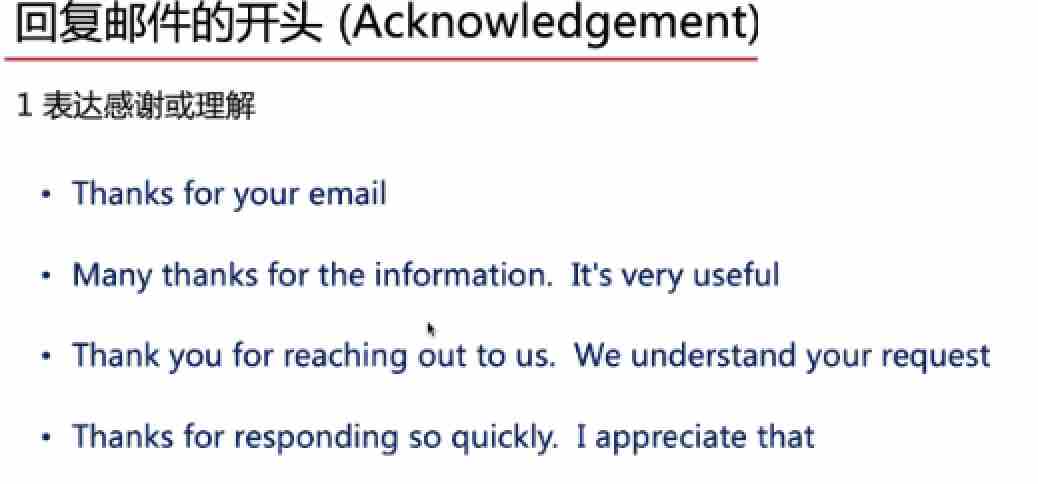 回复邮件的开头 (Acknowledgement)
1 表达感谢或理解
• Thanks for your email
• Many thanks for the information. It's very useful
• Thank you for reaching out to us. We understand your request
• Thanks for responding so quickly. I appreciate that